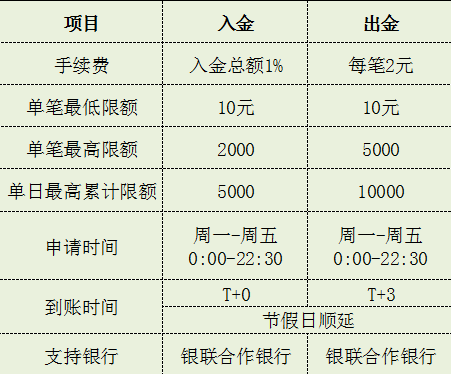 项目 入金 出金
手续费 入金总额1% 每笔2元
单笔最低限额 10元 10元
单笔最高限额 2000 5000
单日最高累计限额 5000 10000
申请时间 周一-周五 0:00-22:30 周一-周五 0:00-22:30
到账时间 T+0 T+3
节假日顺延
支持银行 银联合作银行 银联合作银行